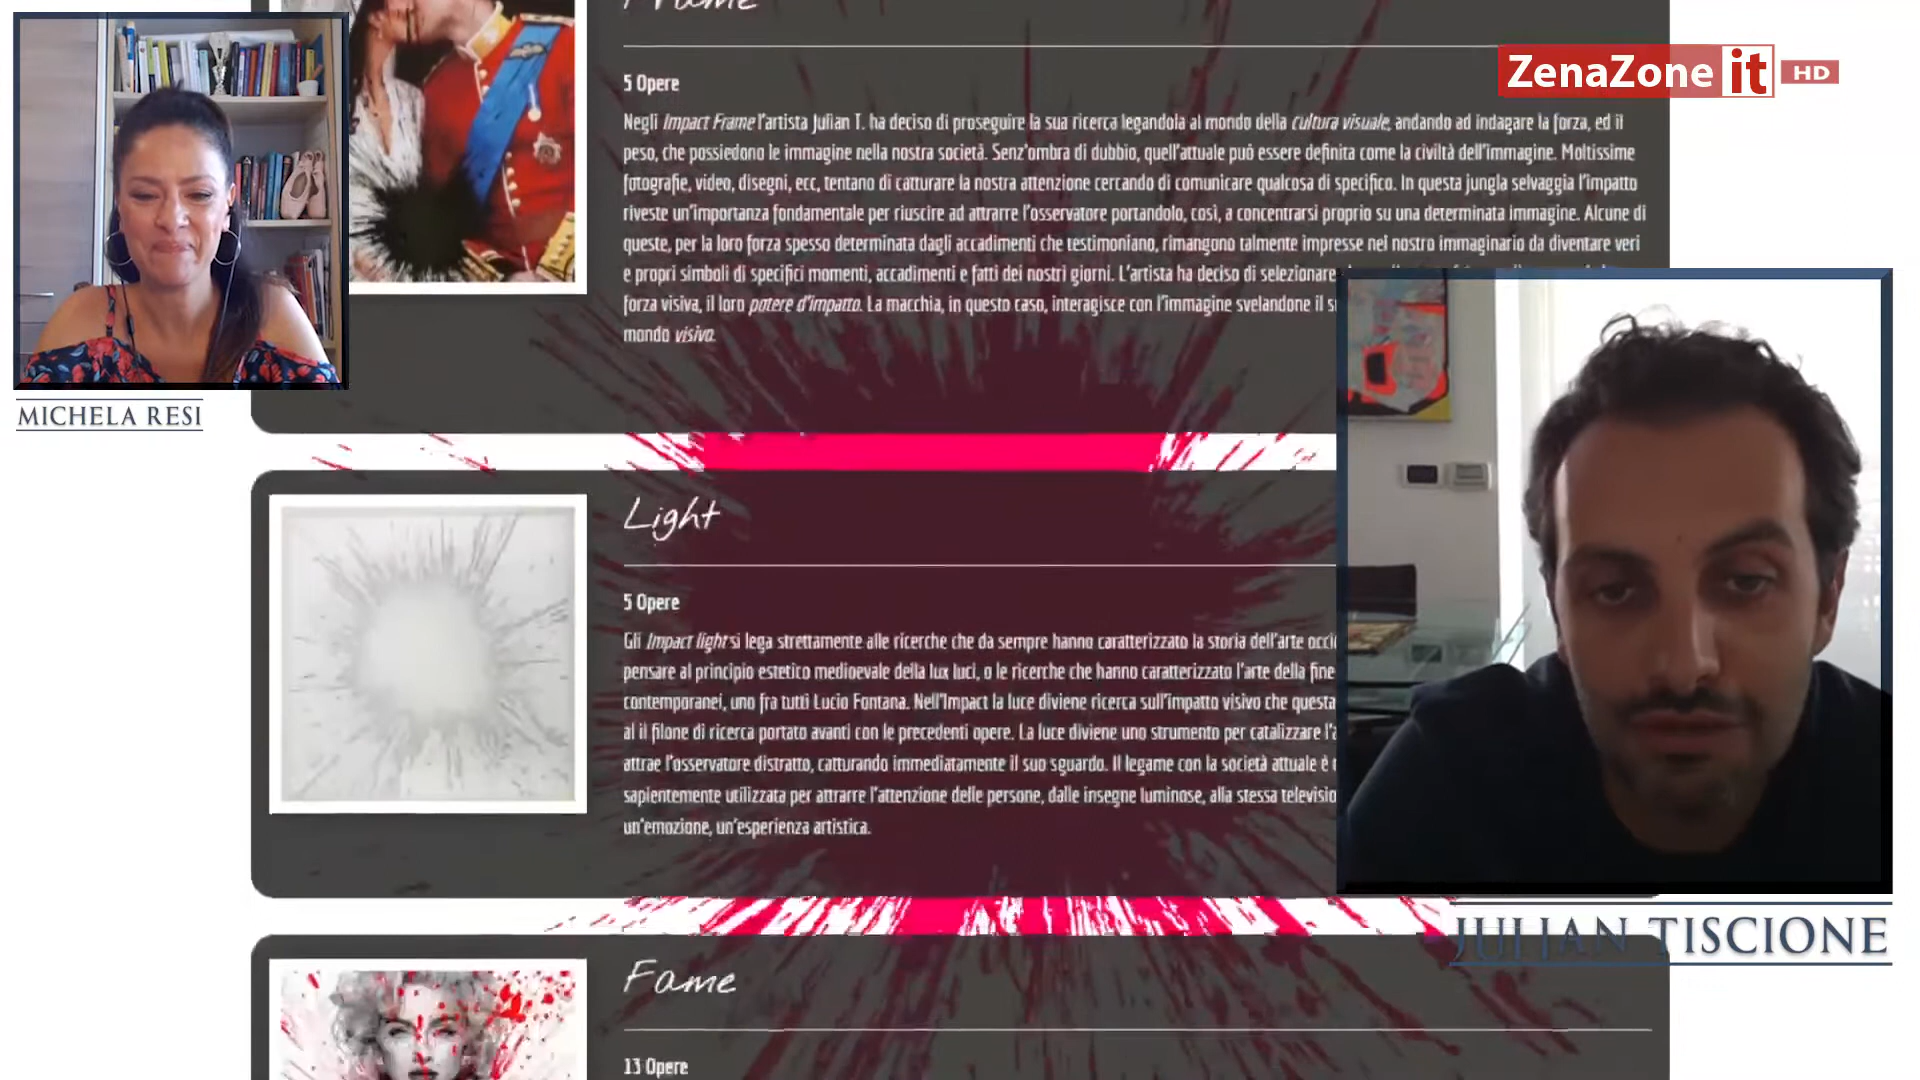 Frame
ZenaZone it HD
5 Opere
Negli Impact Frame l'artista Julian T. ha deciso di proseguire la sua ricerca legandola al mondo della cultura visuale, andando ad indagare la forza, ed il
peso, che possiedono le immagine nella nostra società. Senz'ombra di dubbio, quell'attuale può essere definita come la civiltà dell'immagine. Moltissime
fotografie, video, disegni, ecc, tentano di catturare la nostra attenzione cercando di comunicare qualcosa di specifico. In questa jungla selvaggia l'impatto
riveste un'importanza fondamentale per riuscire ad attrarre l'osservatore portandolo, così, a concentrarsi proprio su una determinata immagine. Alcune di
queste, per la loro forza spesso determinata dagli accadimenti che testimoniano, rimangono talmente impresse nel nostro immaginario da diventare veri
e propri simboli di specifici momenti, accadimenti e fatti dei nostri giorni. L'artista ha deciso di selezionare
forza visiva, il loro potere d'impatto. La macchia, in questo caso, interagisce con l'immagine svelandone il
mondo visivo.
MICHELA RESI
Light
5 Opere
Gli Impact light si lega strettamente alle ricerche che da sempre hanno caratterizzato la storia dell'arte
pensare al principio estetico medioevale della lux luci, o le ricerche che hanno caratterizzato l'arte della fine
contemporanei, uno fra tutti Lucio Fontana. Nell'Impact la luce diviene ricerca sull'impatto visivo che questa
al il filone di ricerca portato avanti con le precedenti opere. La luce diviene uno strumento per catalizzare
attrae l'osservatore distratto, catturando immediatamente il suo sguardo. Il legame con la società attuale è
sapientemente utilizzata per attrarre l'attenzione delle persone, dalle insegne luminose, alla stessa
un'emozione, un'esperienza artistica.
JULIAN TISCIONE
Fame
13 Opere